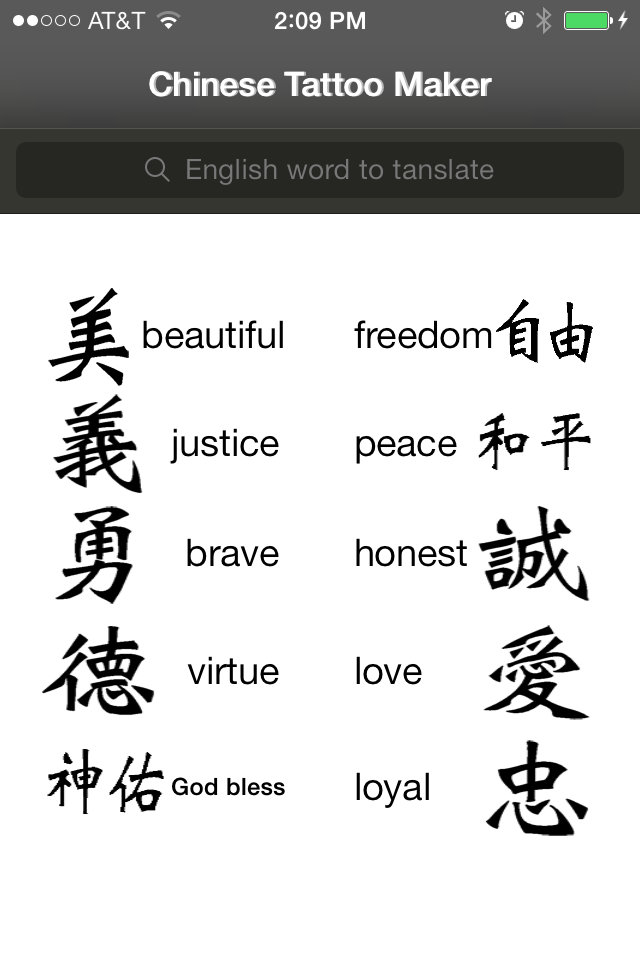 AT&T 2:09 PM
Chinese Tattoo Maker
English word to tanslate
美 beautiful freedom 自由
義 justice peace 和平
勇 brave honest 誠
德 virtue love 愛
神佑 God bless loyal 忠